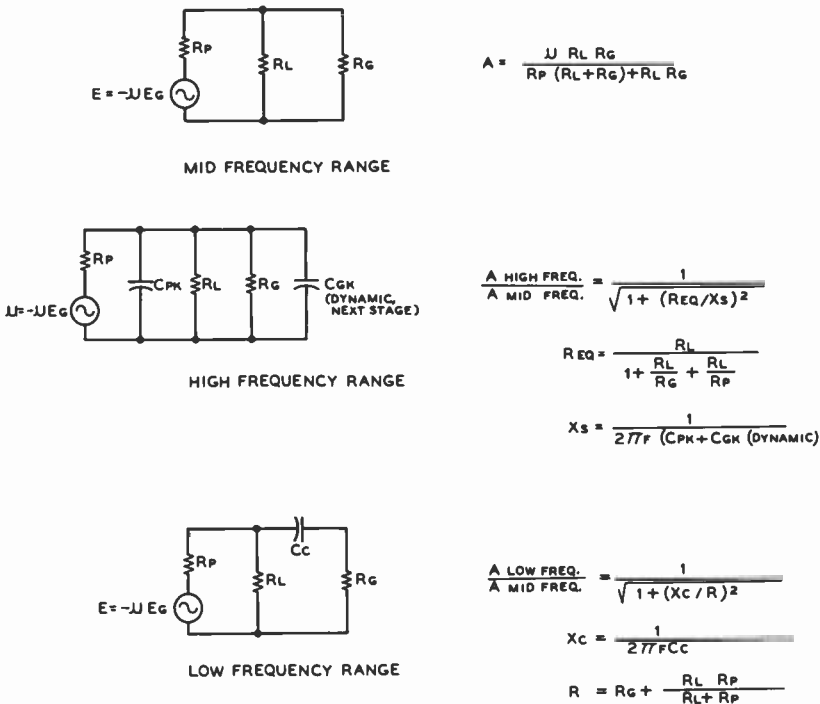 RP
RL
RG
E = -µEG
A = µ RL RG / RP (RL+RG)+RL RG
MID FREQUENCY RANGE
RP
CPK
RL
RG
CGK
(DYNAMIC,
NEXT STAGE)
µ=-µEG
HIGH FREQUENCY RANGE
A HIGH FREQ. / A MID FREQ. = 1 / √1+ (REQ/XS)2
REQ = RL / 1+ RL/RG + RL/RP
XS = 1 / 2πF (CPK+CGK (DYNAMIC)
CC
RP
RL
RG
E=-µEG
LOW FREQUENCY RANGE
A LOW FREQ. / A MID FREQ. = 1 / √1+(XC/R)2
XC = 1 / 2πFCC
R = RG + RL RP / RL+ RP